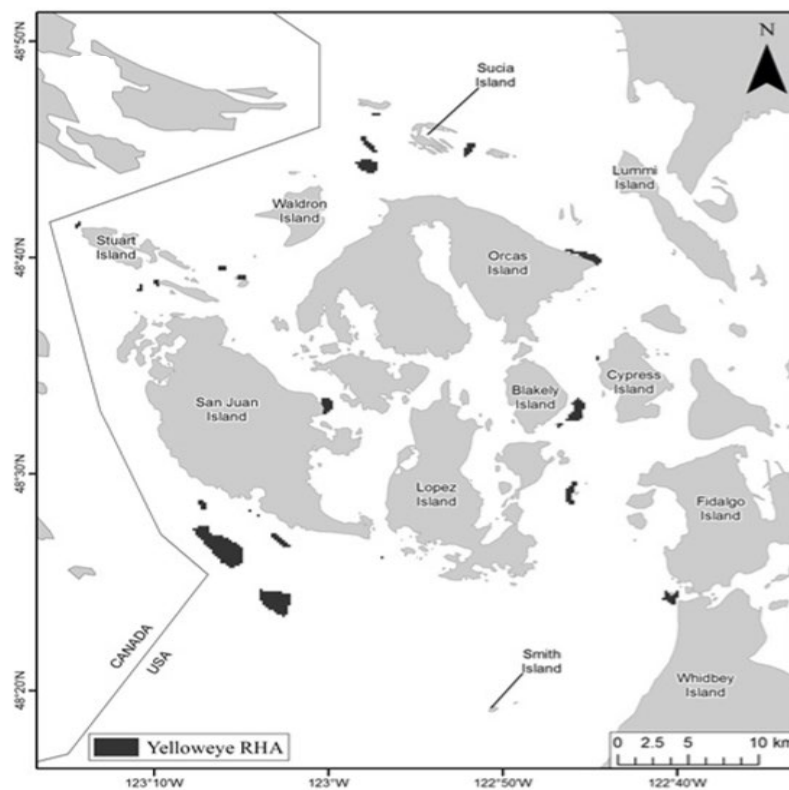 48°50'N
N
Sucia
Island
Lummi
Island
Waldron
Island
Stuart
Island
48°40'N
Orcas
Island
San Juan
Island
Blakely
Island
Cypress
Island
48°30'N
Lopez
Island
Fidalgo
Island
CANADA
USA
48°20'N
Smith
Island
Whidbey
Island
Yelloweye RHA
0 2.5 5 10 km
123°10'W 123°W 122°50'W 122°40'W